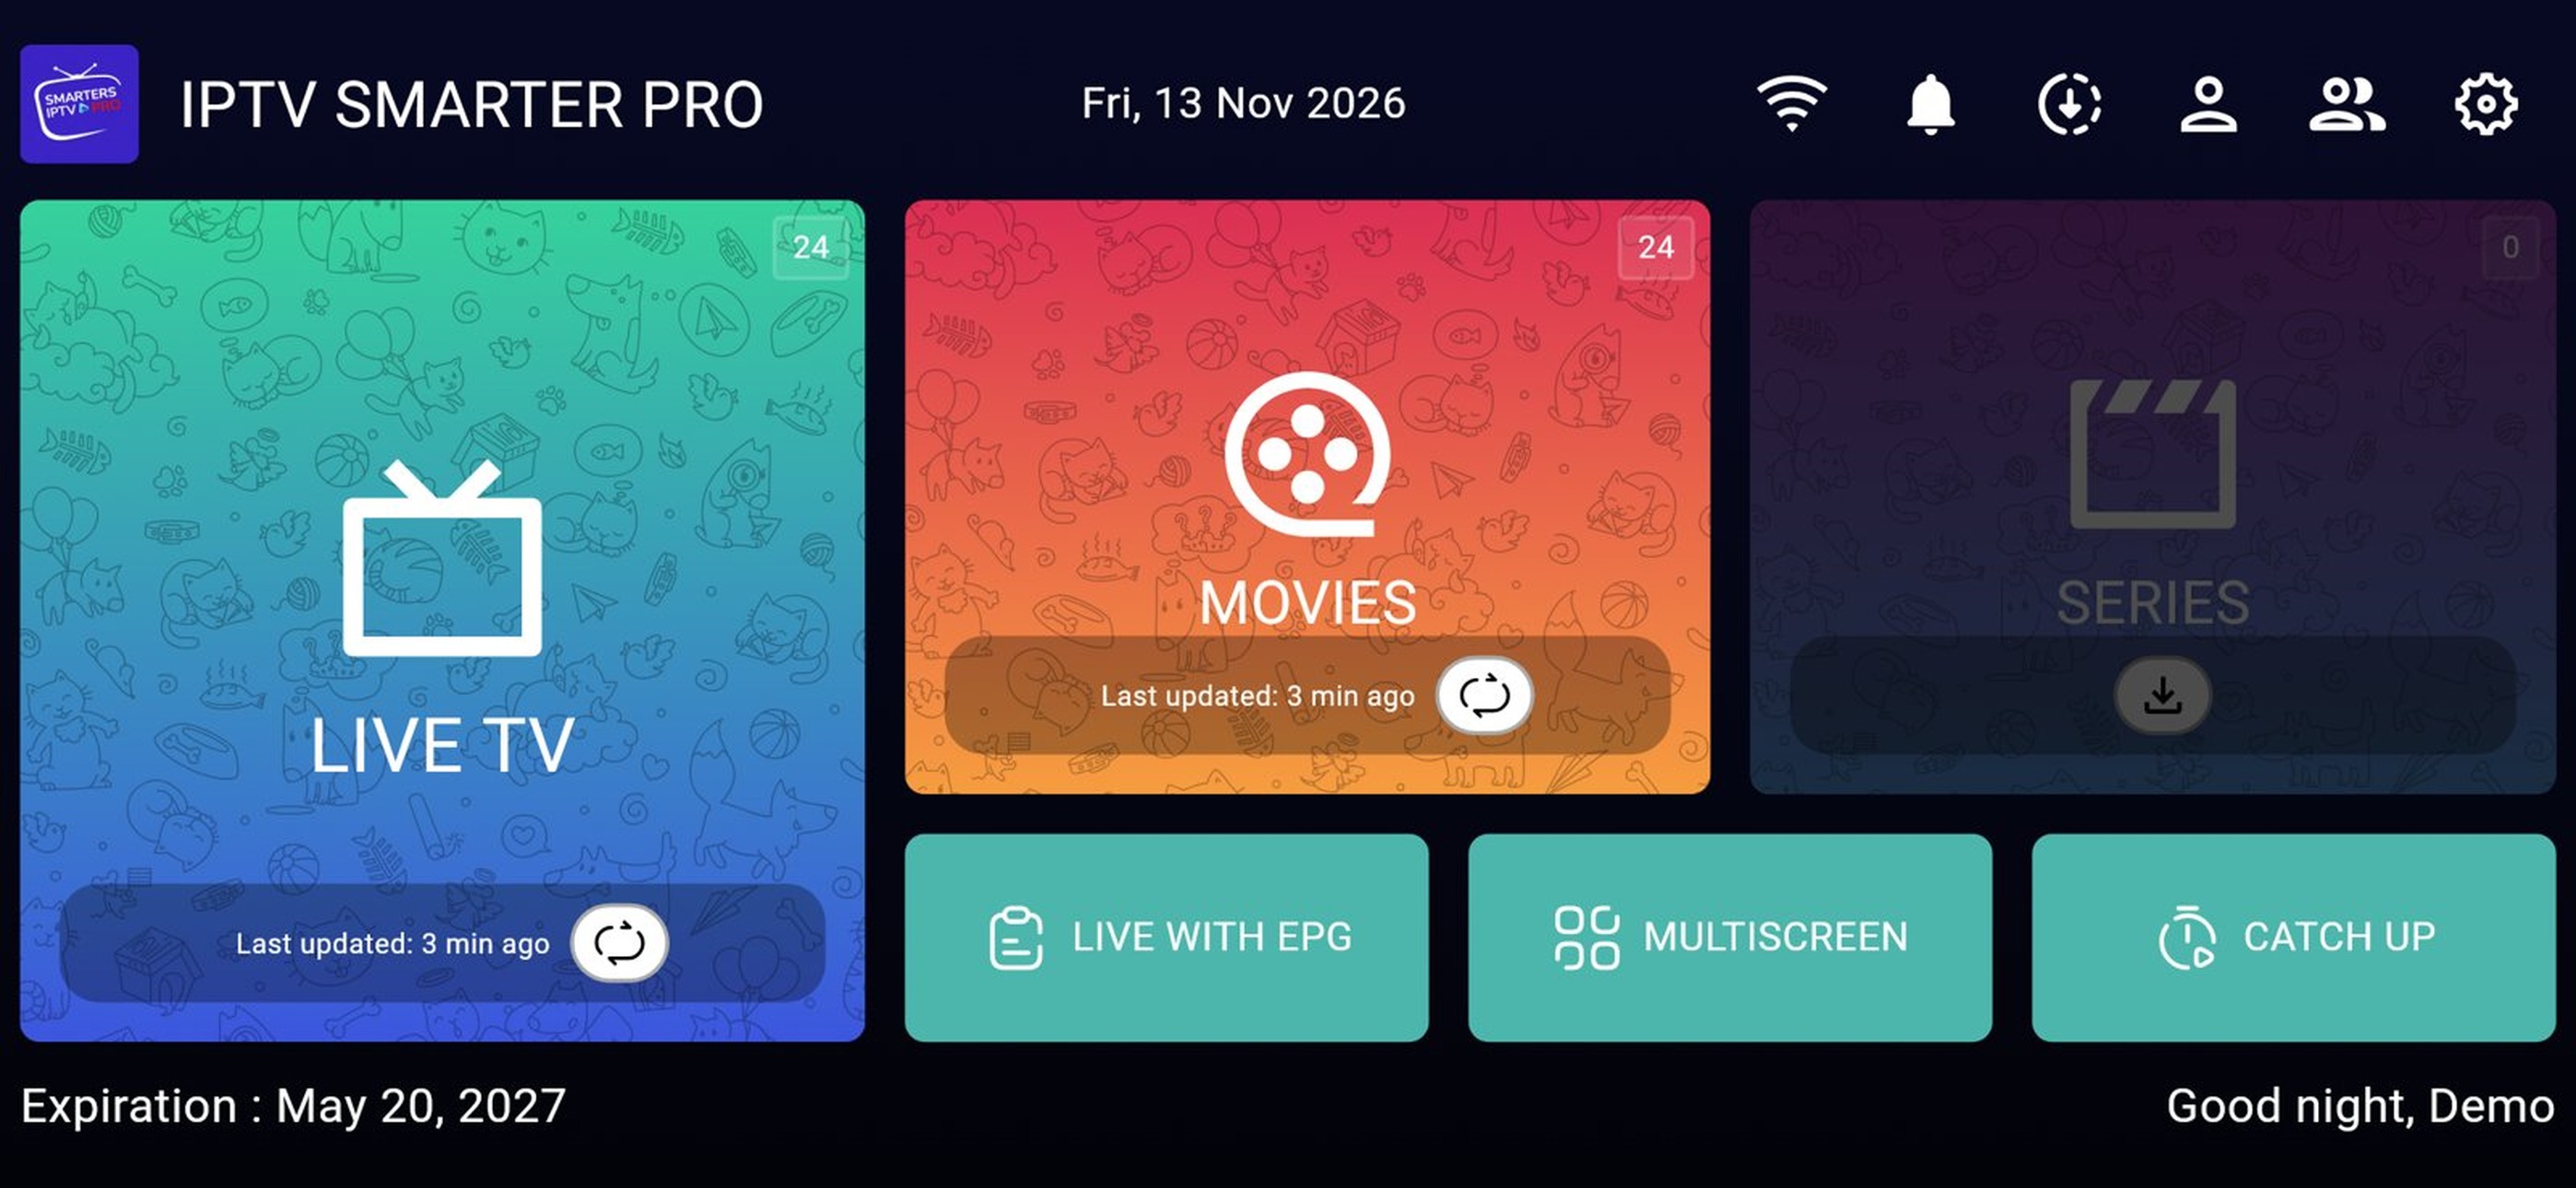 SMARTERS
IPTV PRO
IPTV SMARTER PRO
Fri, 13 Nov 2026
24
LIVE TV
Last updated: 3 min ago
24
MOVIES
Last updated: 3 min ago
0
SERIES
LIVE WITH EPG
MULTISCREEN
CATCH UP
Expiration : May 20, 2027
Good night, Demo